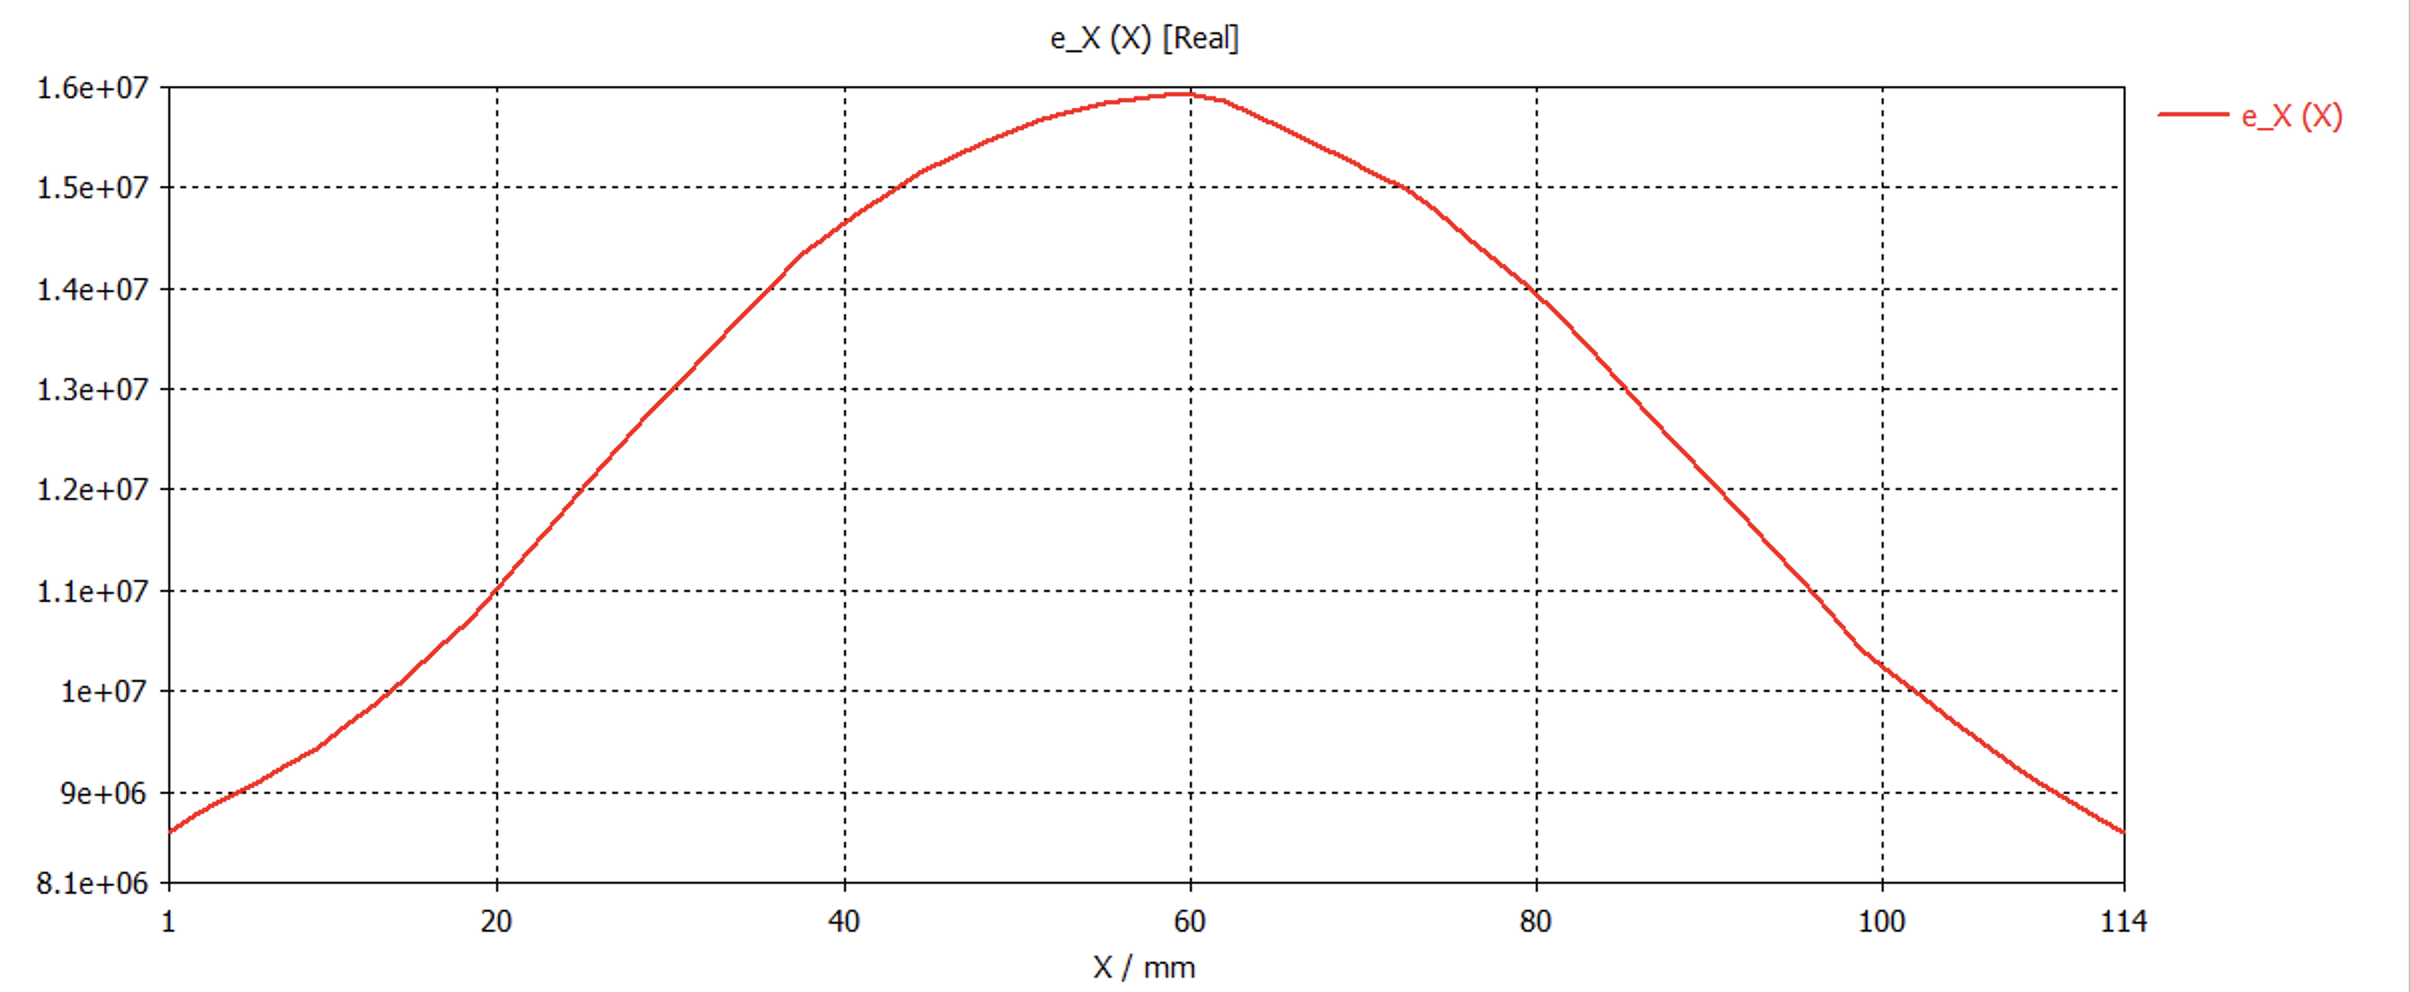 e_X (X) [Real]
1.6e+07
e_X (X)
1.5e+07
1.4e+07
1.3e+07
1.2e+07
1.1e+07
1e+07
9e+06
8.1e+06
1 20 40 60 80 100 114
X / mm